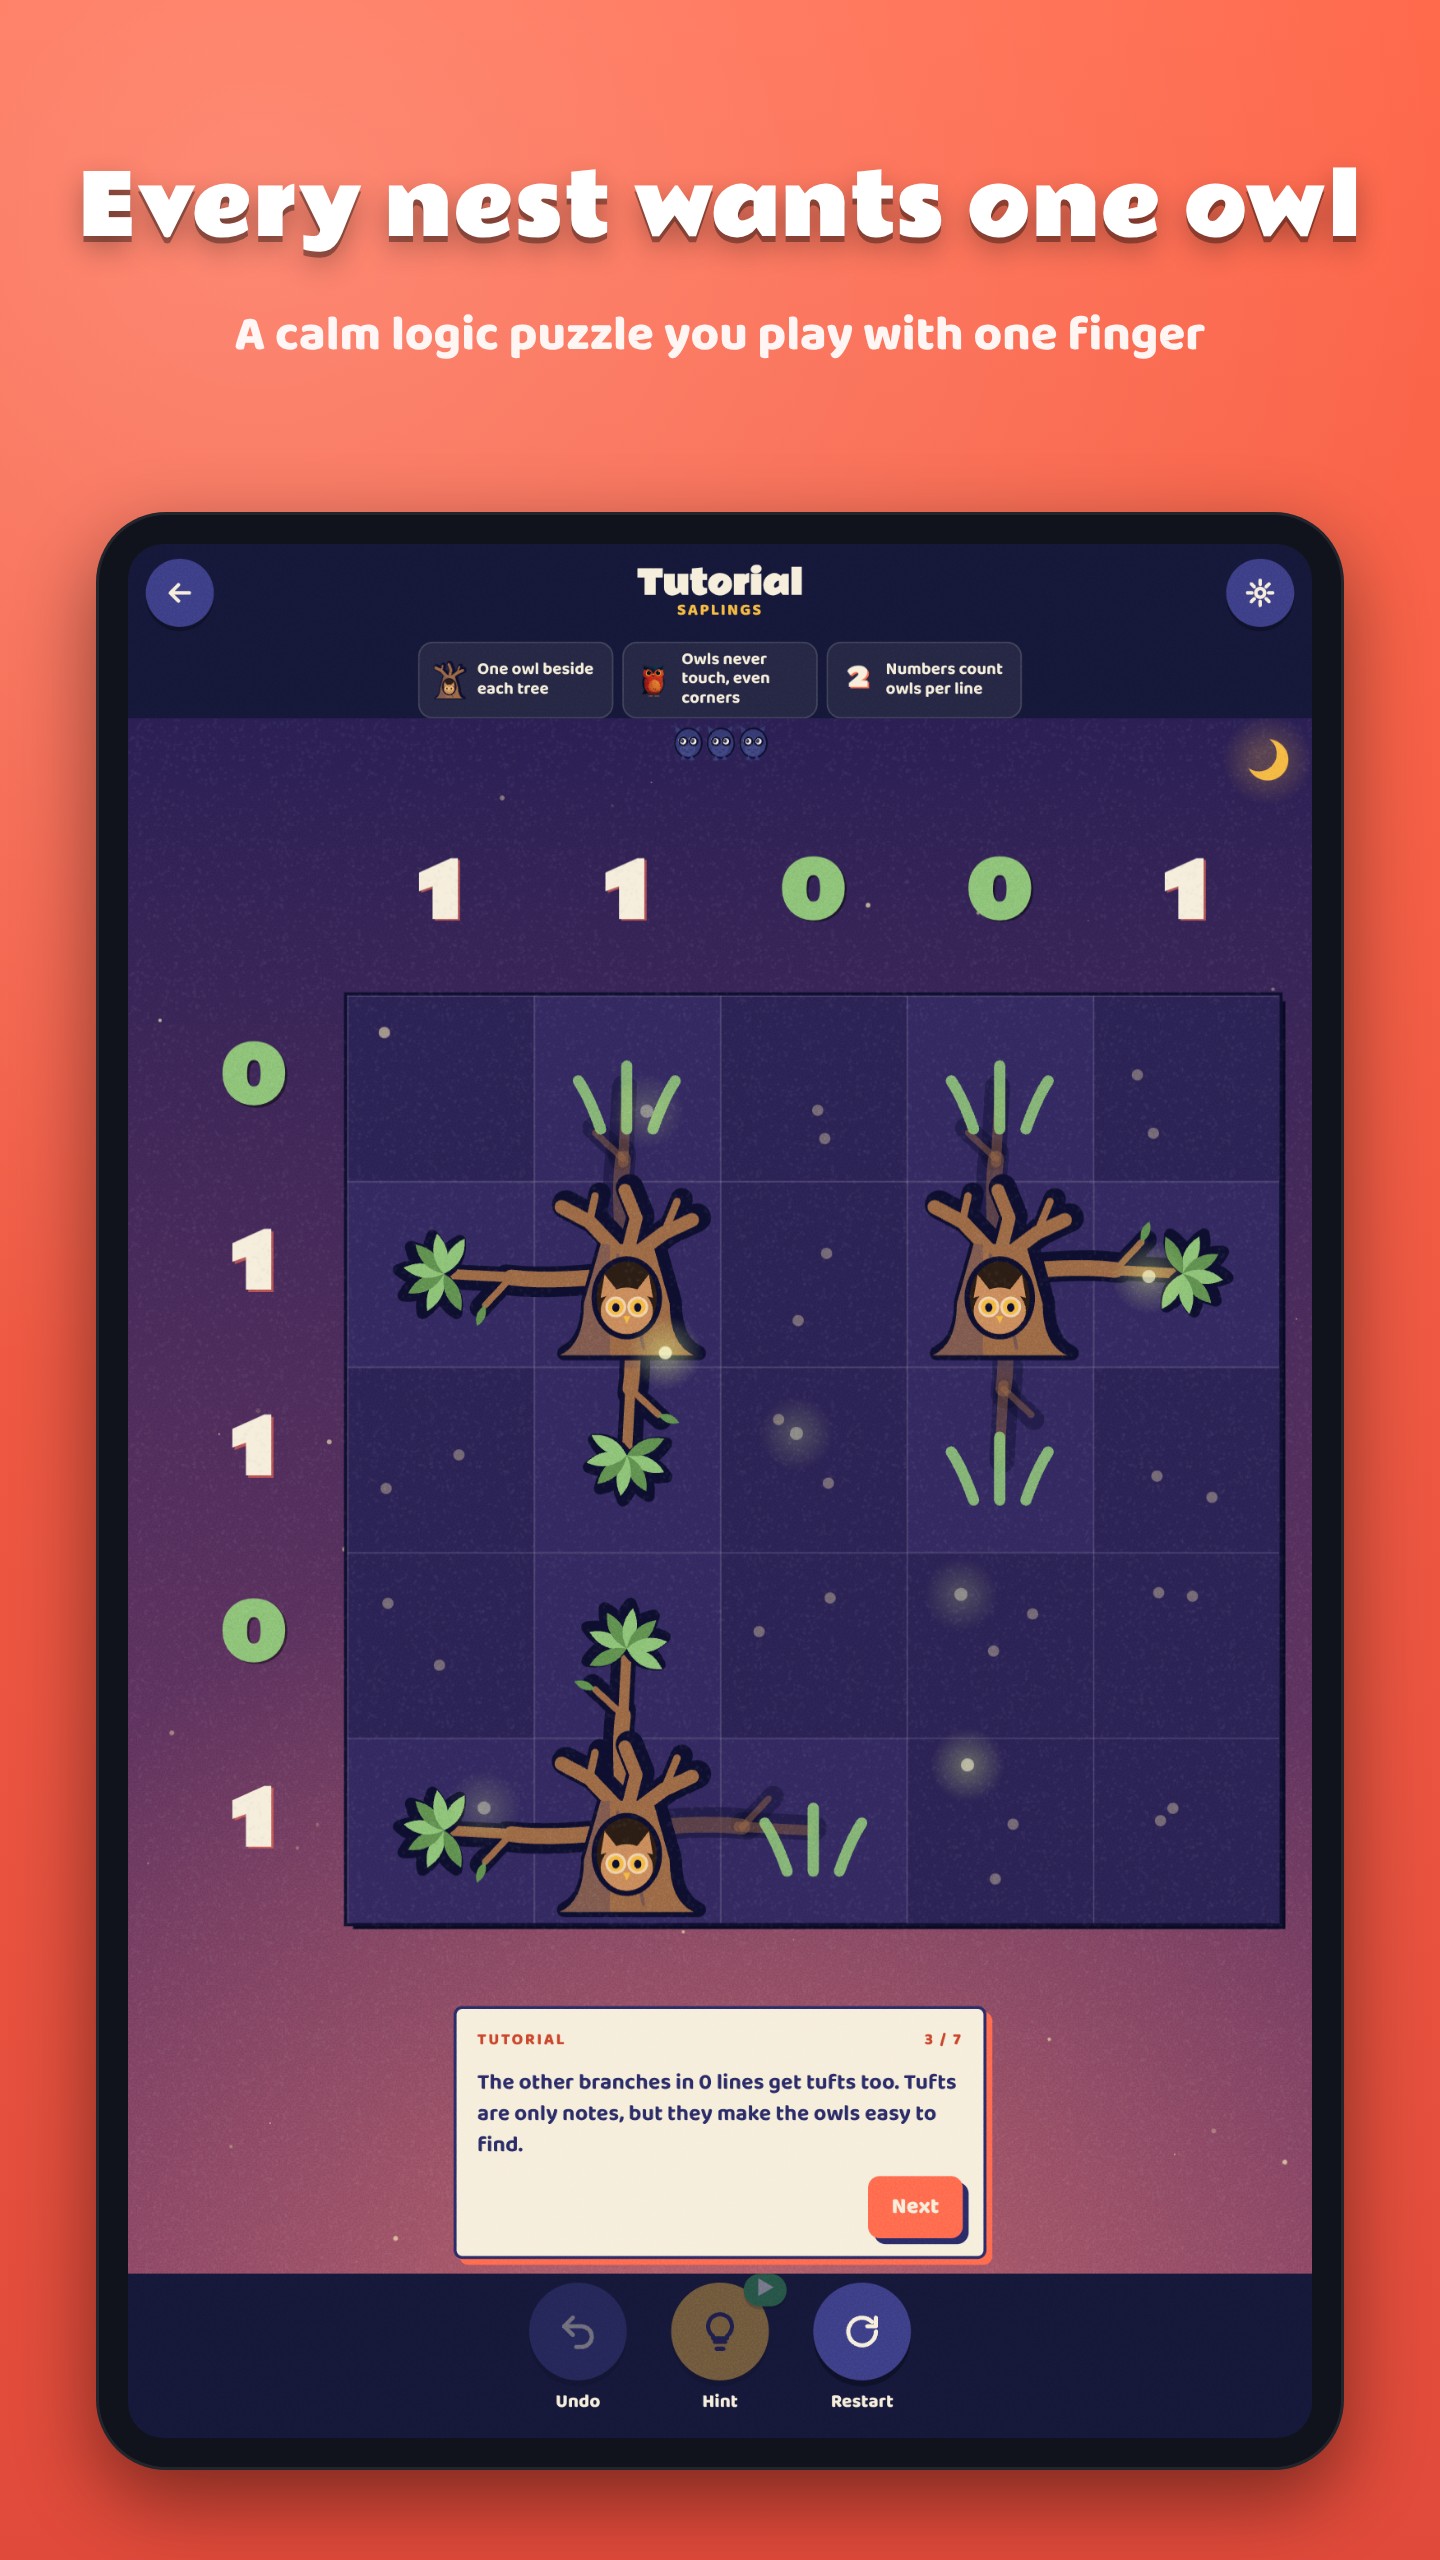 Every nest wants one owl
A calm logic puzzle you play with one finger
Tutorial
SAPLINGS
One owl beside
each tree
Owls never
touch, even
corners
2
Numbers count
owls per line
1 1 0 0 1
0
1
1
0
1
TUTORIAL 3 / 7
The other branches in 0 lines get tufts too. Tufts
are only notes, but they make the owls easy to
find.
Next
Undo Hint Restart